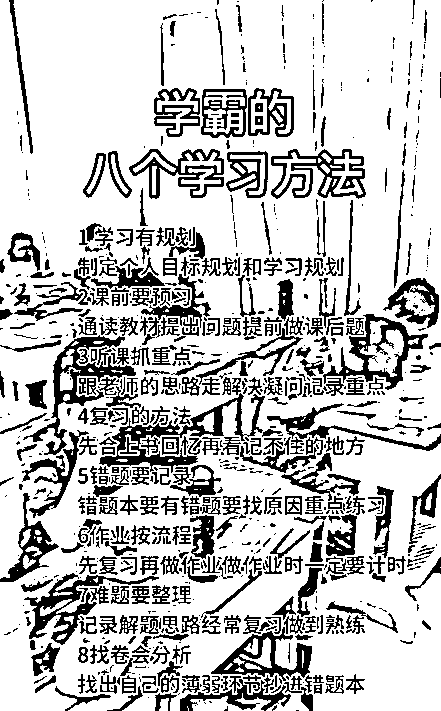 学霸的
八个学习方法
1学习有规划
制定个人目标规划和学习规划
2课前要预习
通读教材提出问题提前做课后题
3听课抓重点
跟老师的思路走解决凝问记录重点
4复习的方法
先合上书回忆再看记不住的地方
5错题要记录
错题本要有错题要找原因重点练习
6作业按流程
先复习再做作业做作业时一定要计时
7难题要整理
记录解题思路经常复习做到熟练
8找卷会分析
找出自己的薄弱环节抄进错题本